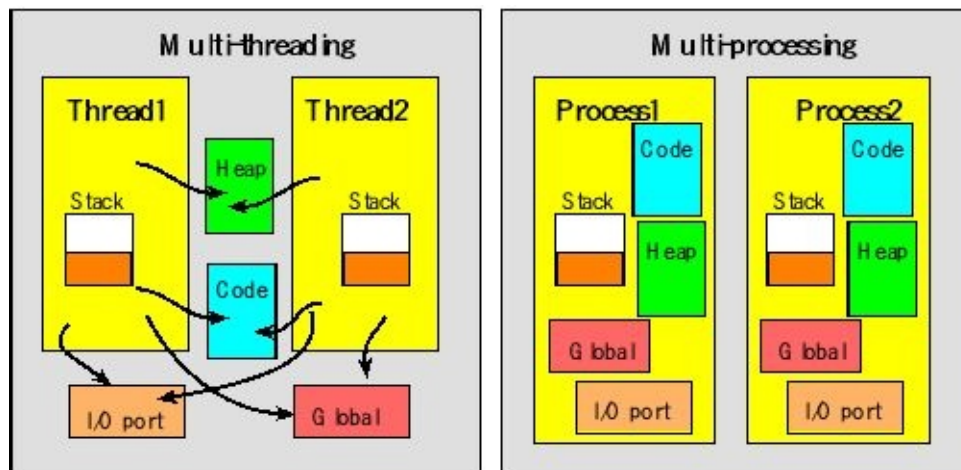 Multi-threading
Thread1
Thread2
Heap
Stack
Stack
Code
I/O port
Global
Multi-processing
Process1
Code
Stack
Heap
Global
I/O port
Process2
Code
Stack
Heap
Global
I/O port